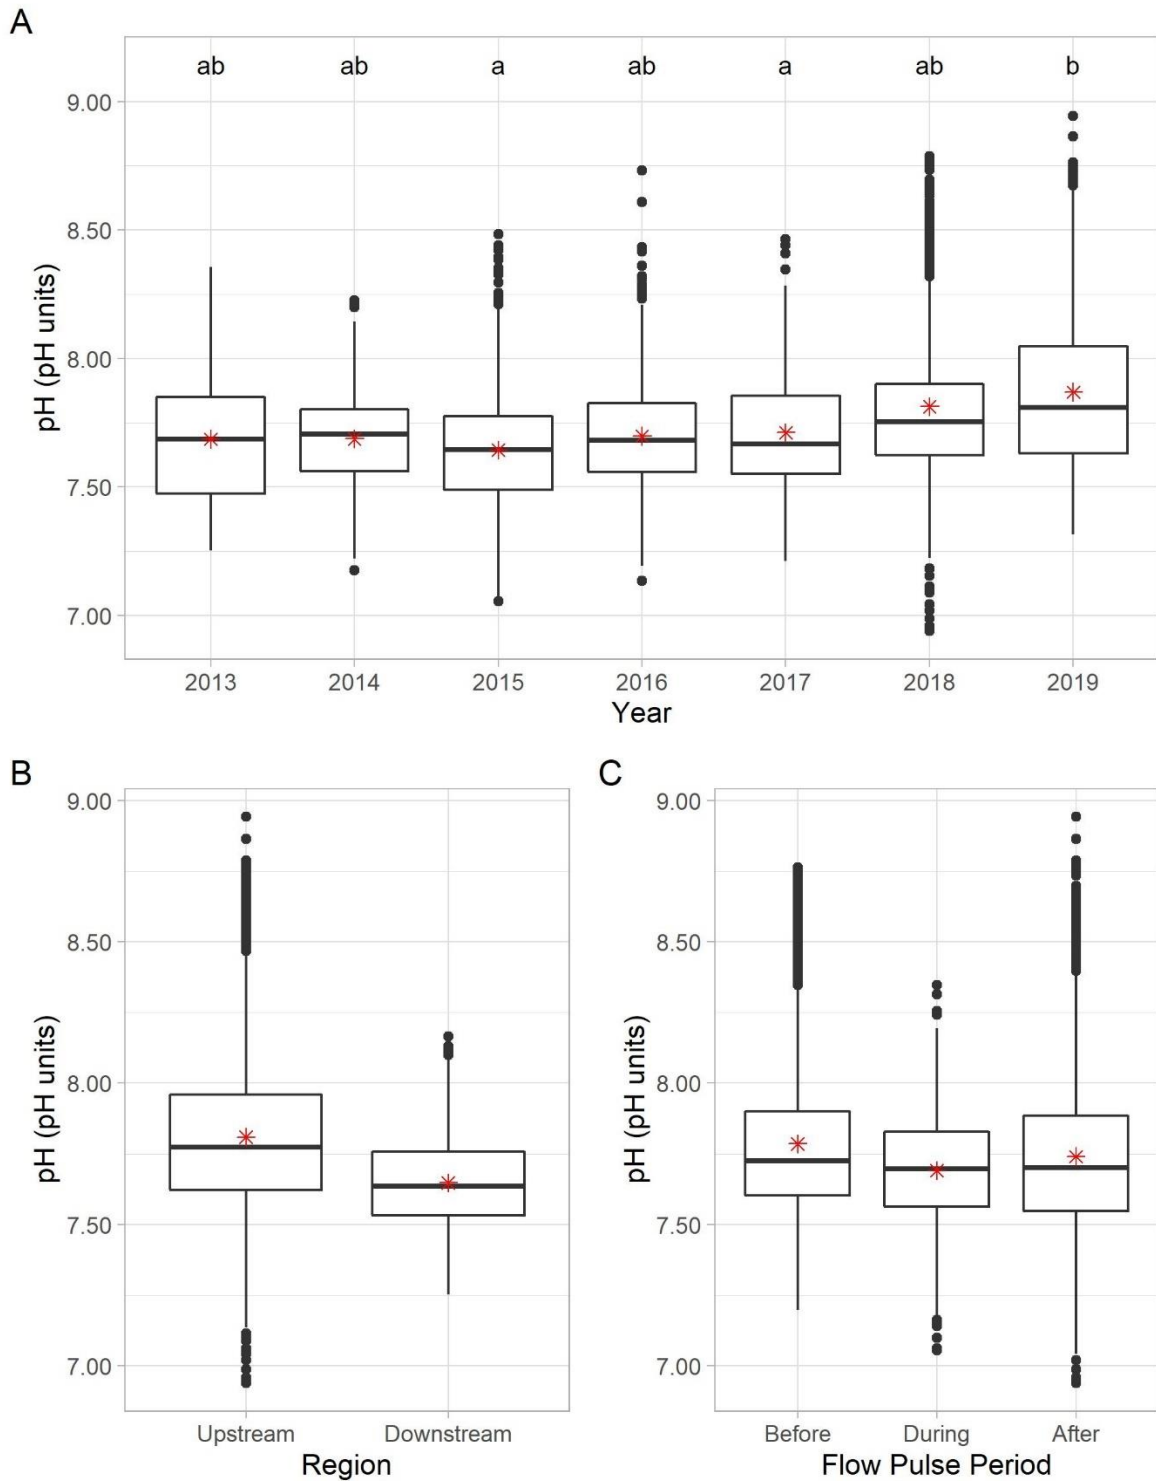 A
ab ab a ab a ab b
9.00
8.50
8.00
7.50
7.00
pH (pH units)
2013 2014 2015 2016 2017 2018 2019
Year
B
9.00
8.50
8.00
7.50
7.00
pH (pH units)
Upstream Downstream
Region
C
9.00
8.50
8.00
7.50
7.00
pH (pH units)
Before During After
Flow Pulse Period